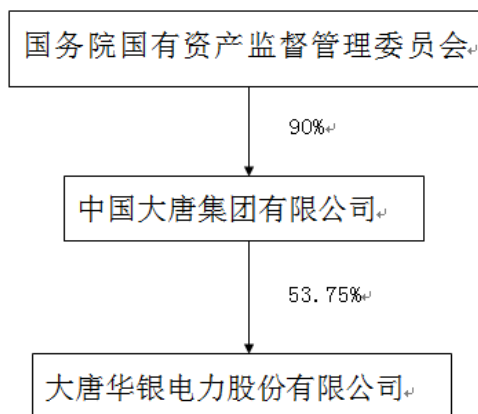 国务院国有资产监督管理委员会
90%
中国大唐集团有限公司
53.75%
大唐华银电力股份有限公司